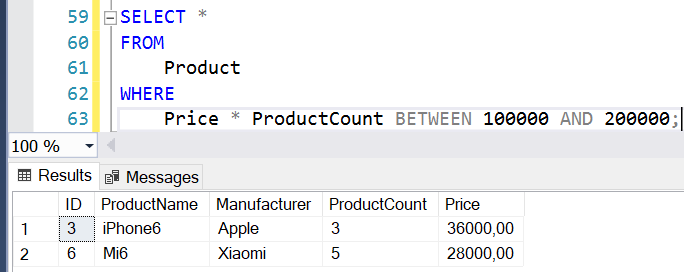 59 SELECT *
60 FROM
61 Product
62 WHERE
63 Price * ProductCount BETWEEN 100000 AND 200000;
100 %
Results Messages
ID ProductName Manufacturer ProductCount Price
1 3 iPhone6 Apple 3 36000,00
2 6 Mi6 Xiaomi 5 28000,00